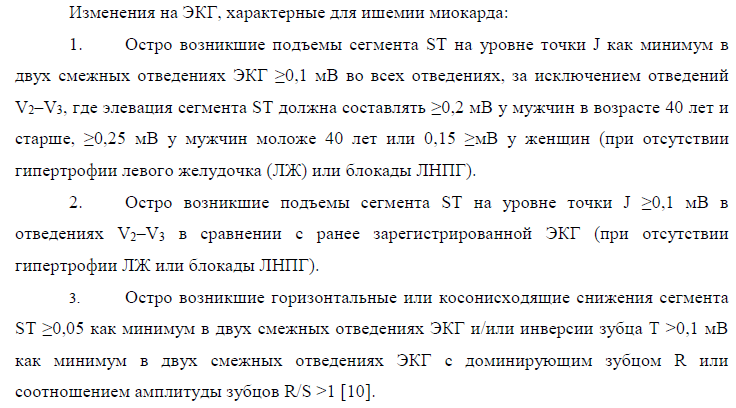 Изменения на ЭКГ, характерные для ишемии миокарда:
1. Остро возникшие подъемы сегмента ST на уровне точки J как минимум в
двух смежных отведениях ЭКГ ≥0,1 мВ во всех отведениях, за исключением отведений
V2–V3, где элевация сегмента ST должна составлять ≥0,2 мВ у мужчин в возрасте 40 лет и
старше, ≥0,25 мВ у мужчин моложе 40 лет или 0,15 ≥мВ у женщин (при отсутствии
гипертрофии левого желудочка (ЛЖ) или блокады ЛНПГ).
2. Остро возникшие подъемы сегмента ST на уровне точки J ≥0,1 мВ в
отведениях V2–V3 в сравнении с ранее зарегистрированной ЭКГ (при отсутствии
гипертрофии ЛЖ или блокады ЛНПГ).
3. Остро возникшие горизонтальные или косонисходящие снижения сегмента
ST ≥0,05 как минимум в двух смежных отведениях ЭКГ и/или инверсии зубца T >0,1 мВ
как минимум в двух смежных отведениях ЭКГ с доминирующим зубцом R или
соотношением амплитуды зубцов R/S >1 [10].